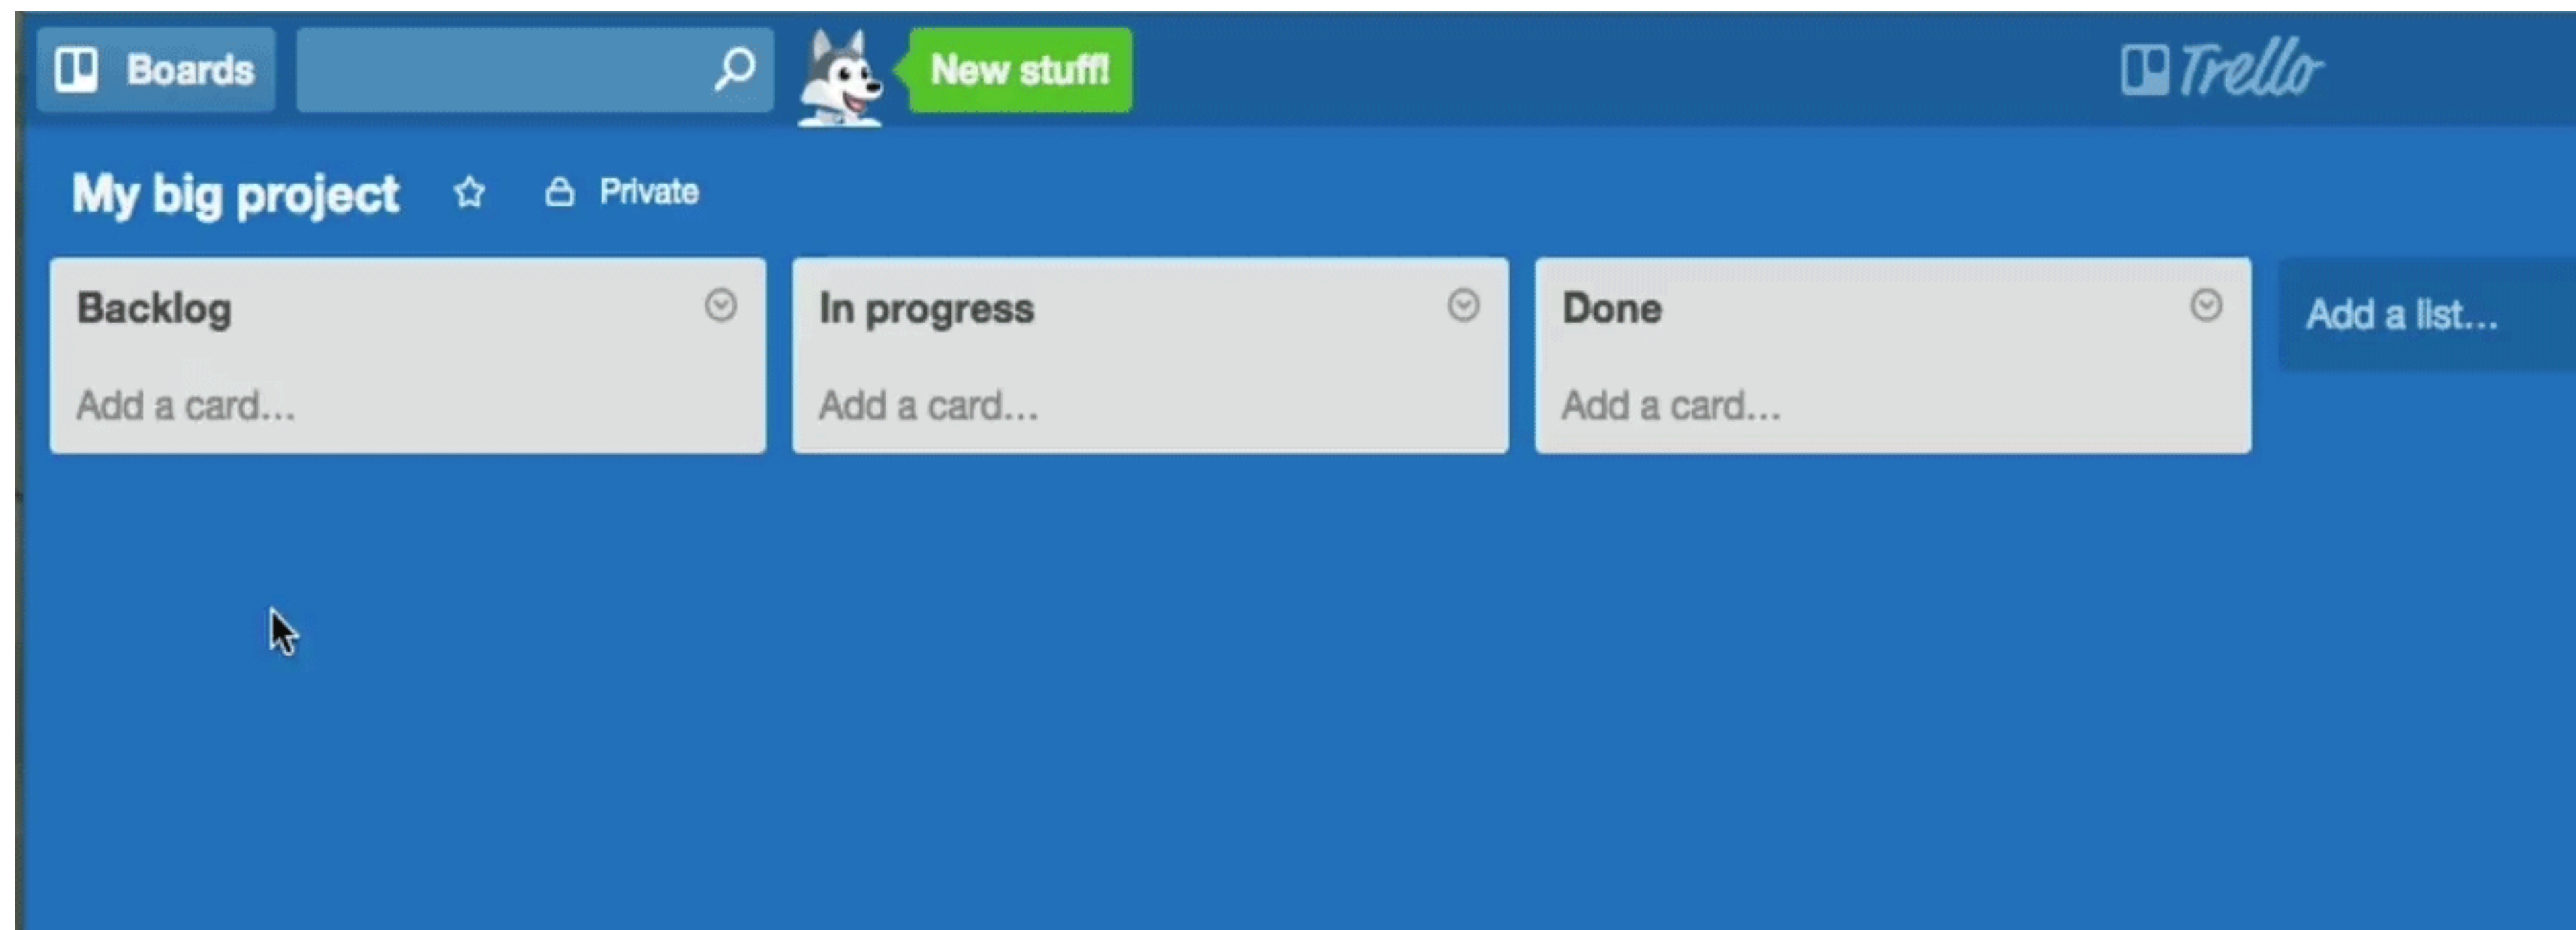 Boards
New stuff!
Trello
My big project
Private
Backlog
In progress
Done
Add a list...
Add a card...
Add a card...
Add a card...